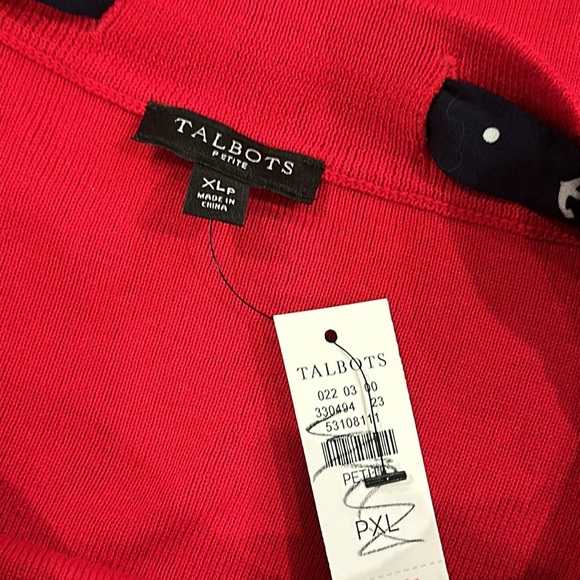 TALBOTS
PETITE
XLP
MADE IN
CHINA
TALBOTS
022 03 00
330494 23
53108111
PETITE
PXL